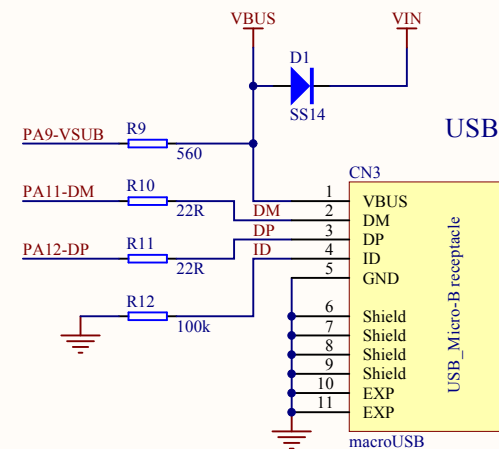 VBUS
VIN
D1
SS14
USB
PA9-VSUB
R9
560
CN3
PA11-DM
R10
22R
DM
1
VBUS
2
DM
PA12-DP
R11
22R
DP
3
DP
ID
4
ID
5
GND
R12
100k
6
Shield
7
Shield
8
Shield
9
Shield
10
EXP
11
EXP
USB_Micro-B receptacle
macroUSB